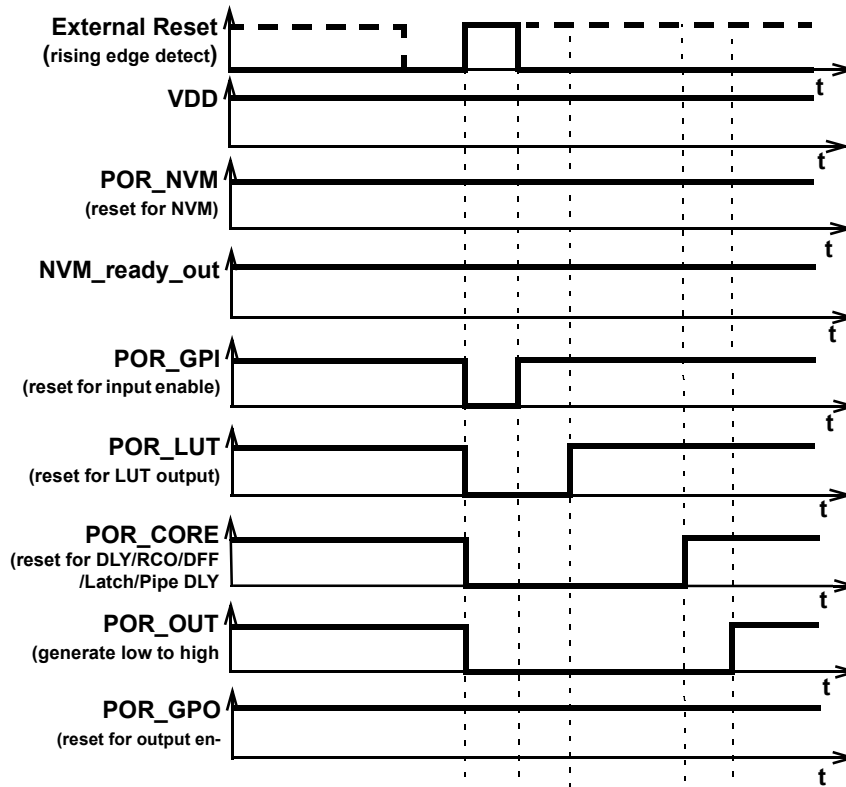 External Reset
(rising edge detect)
t
VDD
t
POR_NVM
(reset for NVM)
t
NVM_ready_out
t
POR_GPI
(reset for input enable)
t
POR_LUT
(reset for LUT output)
t
POR_CORE
(reset for DLY/RCO/DFF
/Latch/Pipe DLY
t
POR_OUT
(generate low to high
t
POR_GPO
(reset for output en-
t